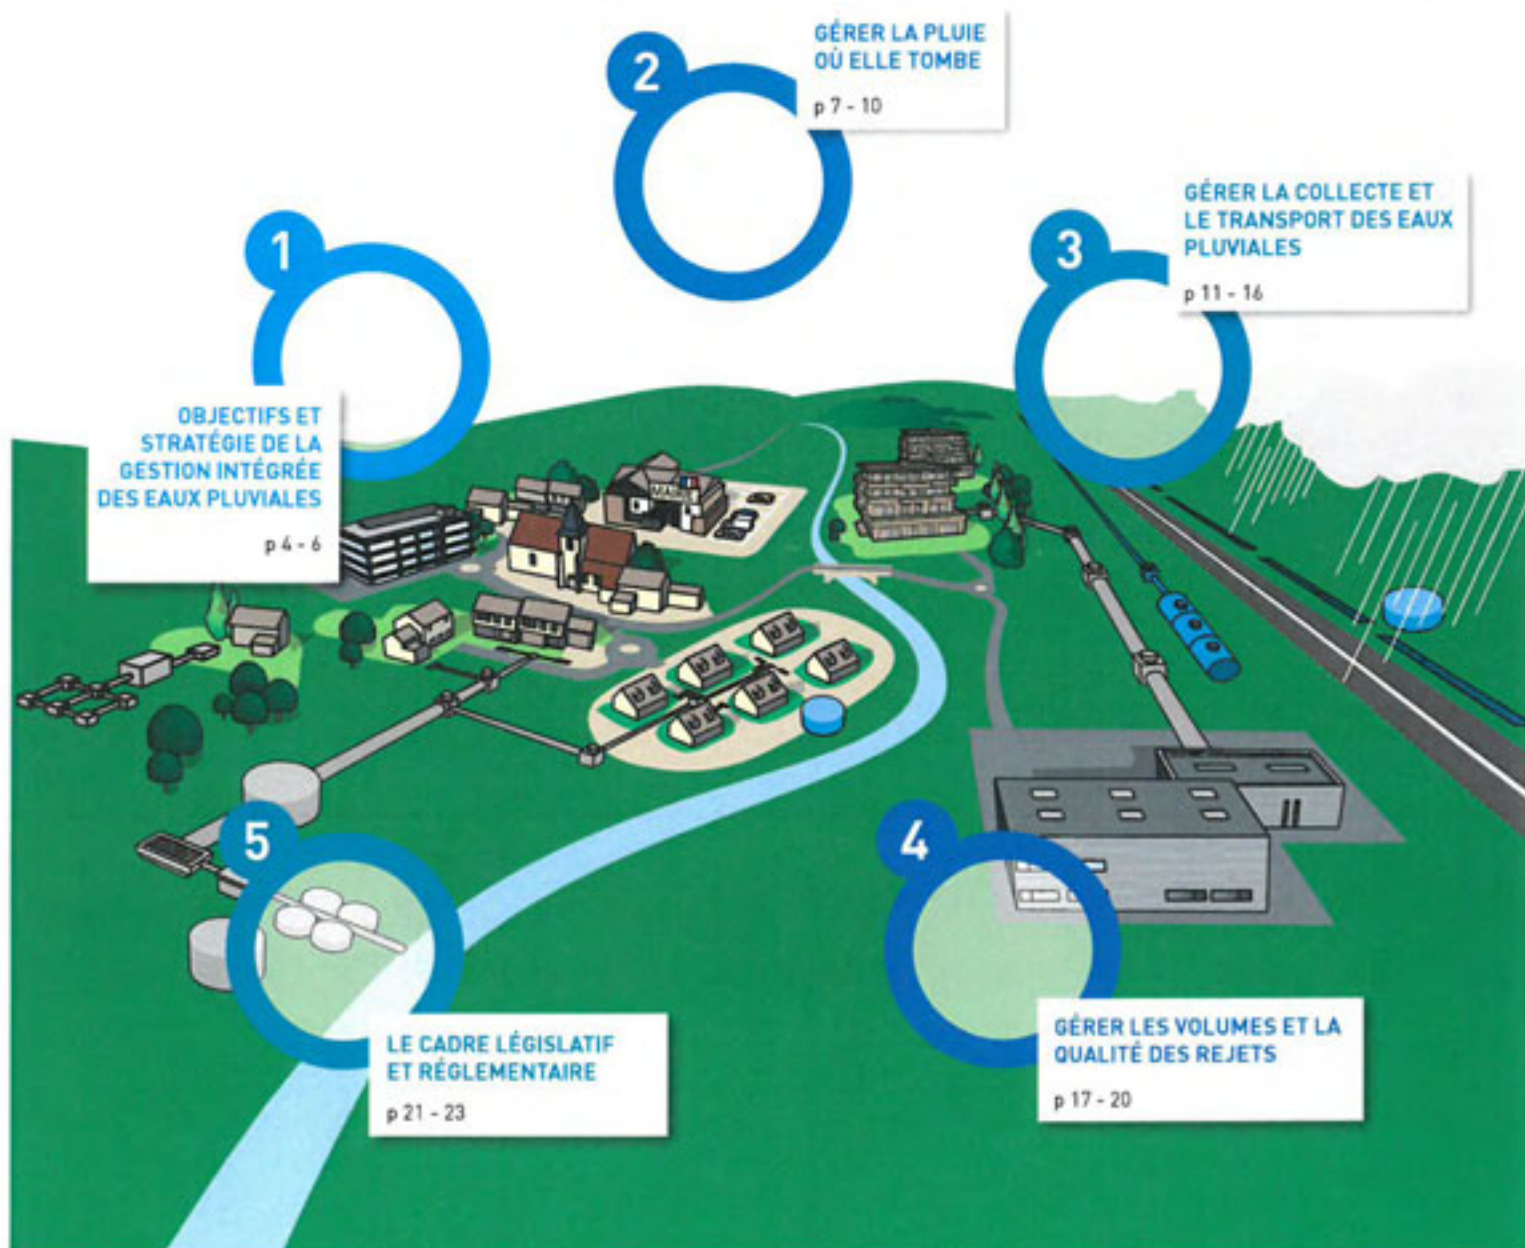 1
OBJECTIFS ET
STRATÉGIE DE LA
GESTION INTÉGRÉE
DES EAUX PLUVIALES
p 4 - 6
2
GÉRER LA PLUIE
OÙ ELLE TOMBE
p 7 - 10
3
GÉRER LA COLLECTE ET
LE TRANSPORT DES EAUX
PLUVIALES
p 11 - 16
MAIRIE
4
GÉRER LES VOLUMES ET LA
QUALITÉ DES REJETS
p 17 - 20
5
LE CADRE LÉGISLATIF
ET RÉGLEMENTAIRE
p 21 - 23